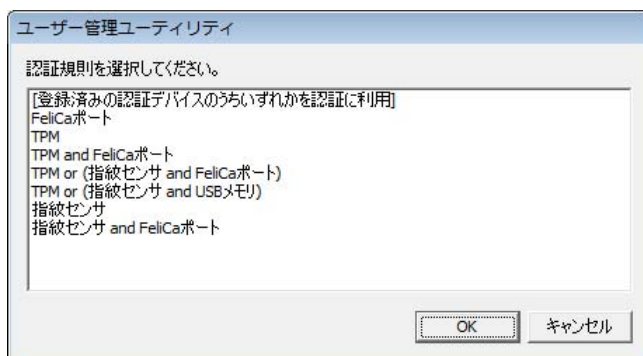 ユーザー管理ユーティリティ
認証規則を選択してください。
[登録済みの認証デバイスのうちいずれかを認証に利用]
FeliCaポート
TPM
TPM and FeliCaポート
TPM or (指紋センサ and FeliCaポート)
TPM or (指紋センサ and USBメモリ)
指紋センサ
指紋センサ and FeliCaポート
OK キャンセル